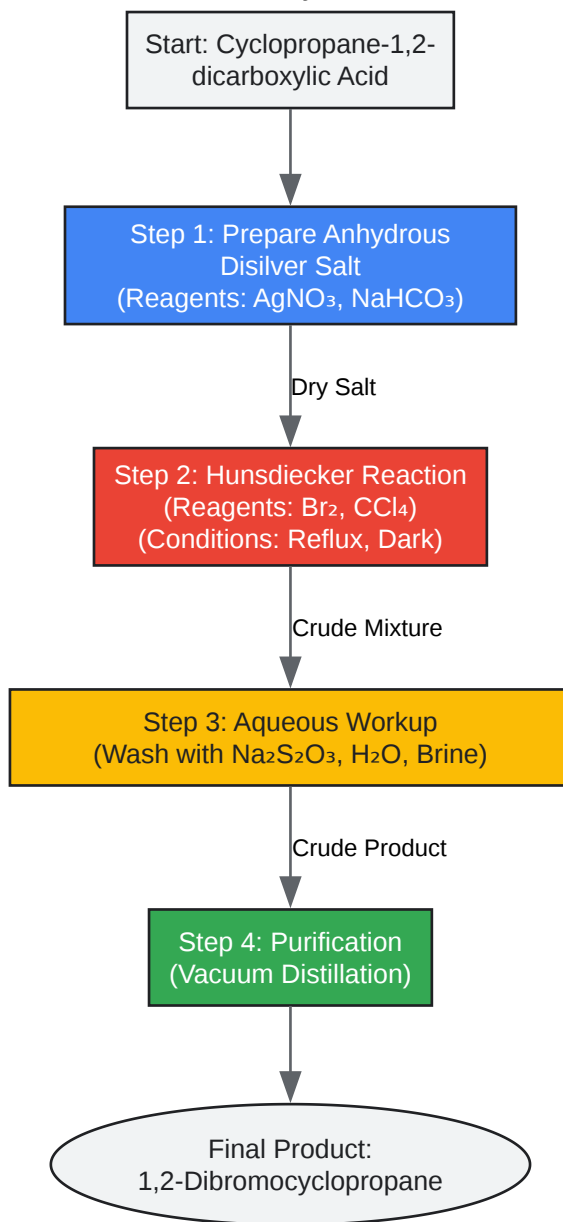 Start: Cyclopropane-1,2-
dicarboxylic Acid
Step 1: Prepare Anhydrous
Disilver Salt
(Reagents: AgNO₃, NaHCO₃)
Dry Salt
Step 2: Hunsdiecker Reaction
(Reagents: Br₂, CCl₄)
(Conditions: Reflux, Dark)
Crude Mixture
Step 3: Aqueous Workup
(Wash with Na₂S₂O₃, H₂O, Brine)
Crude Product
Step 4: Purification
(Vacuum Distillation)
Final Product:
1,2-Dibromocyclopropane